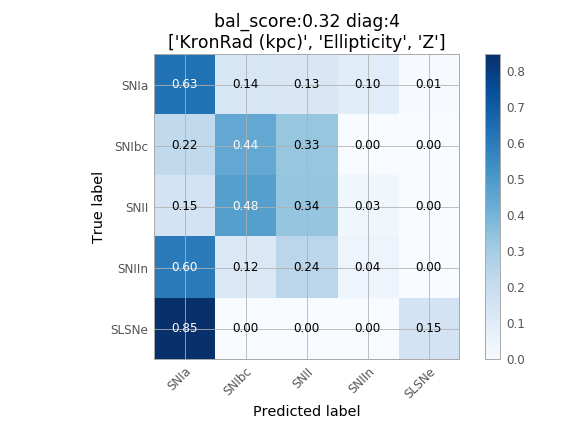 bal_score:0.32 diag:4
['KronRad (kpc)', 'Ellipticity', 'Z']
True label
SNIa 0.63 0.14 0.13 0.10 0.01
SNIbc 0.22 0.44 0.33 0.00 0.00
SNII 0.15 0.48 0.34 0.03 0.00
SNIIn 0.60 0.12 0.24 0.04 0.00
SLSNe 0.85 0.00 0.00 0.00 0.15
SNIa SNIbc SNII SNIIn SLSNe
Predicted label
0.8
0.7
0.6
0.5
0.4
0.3
0.2
0.1
0.0